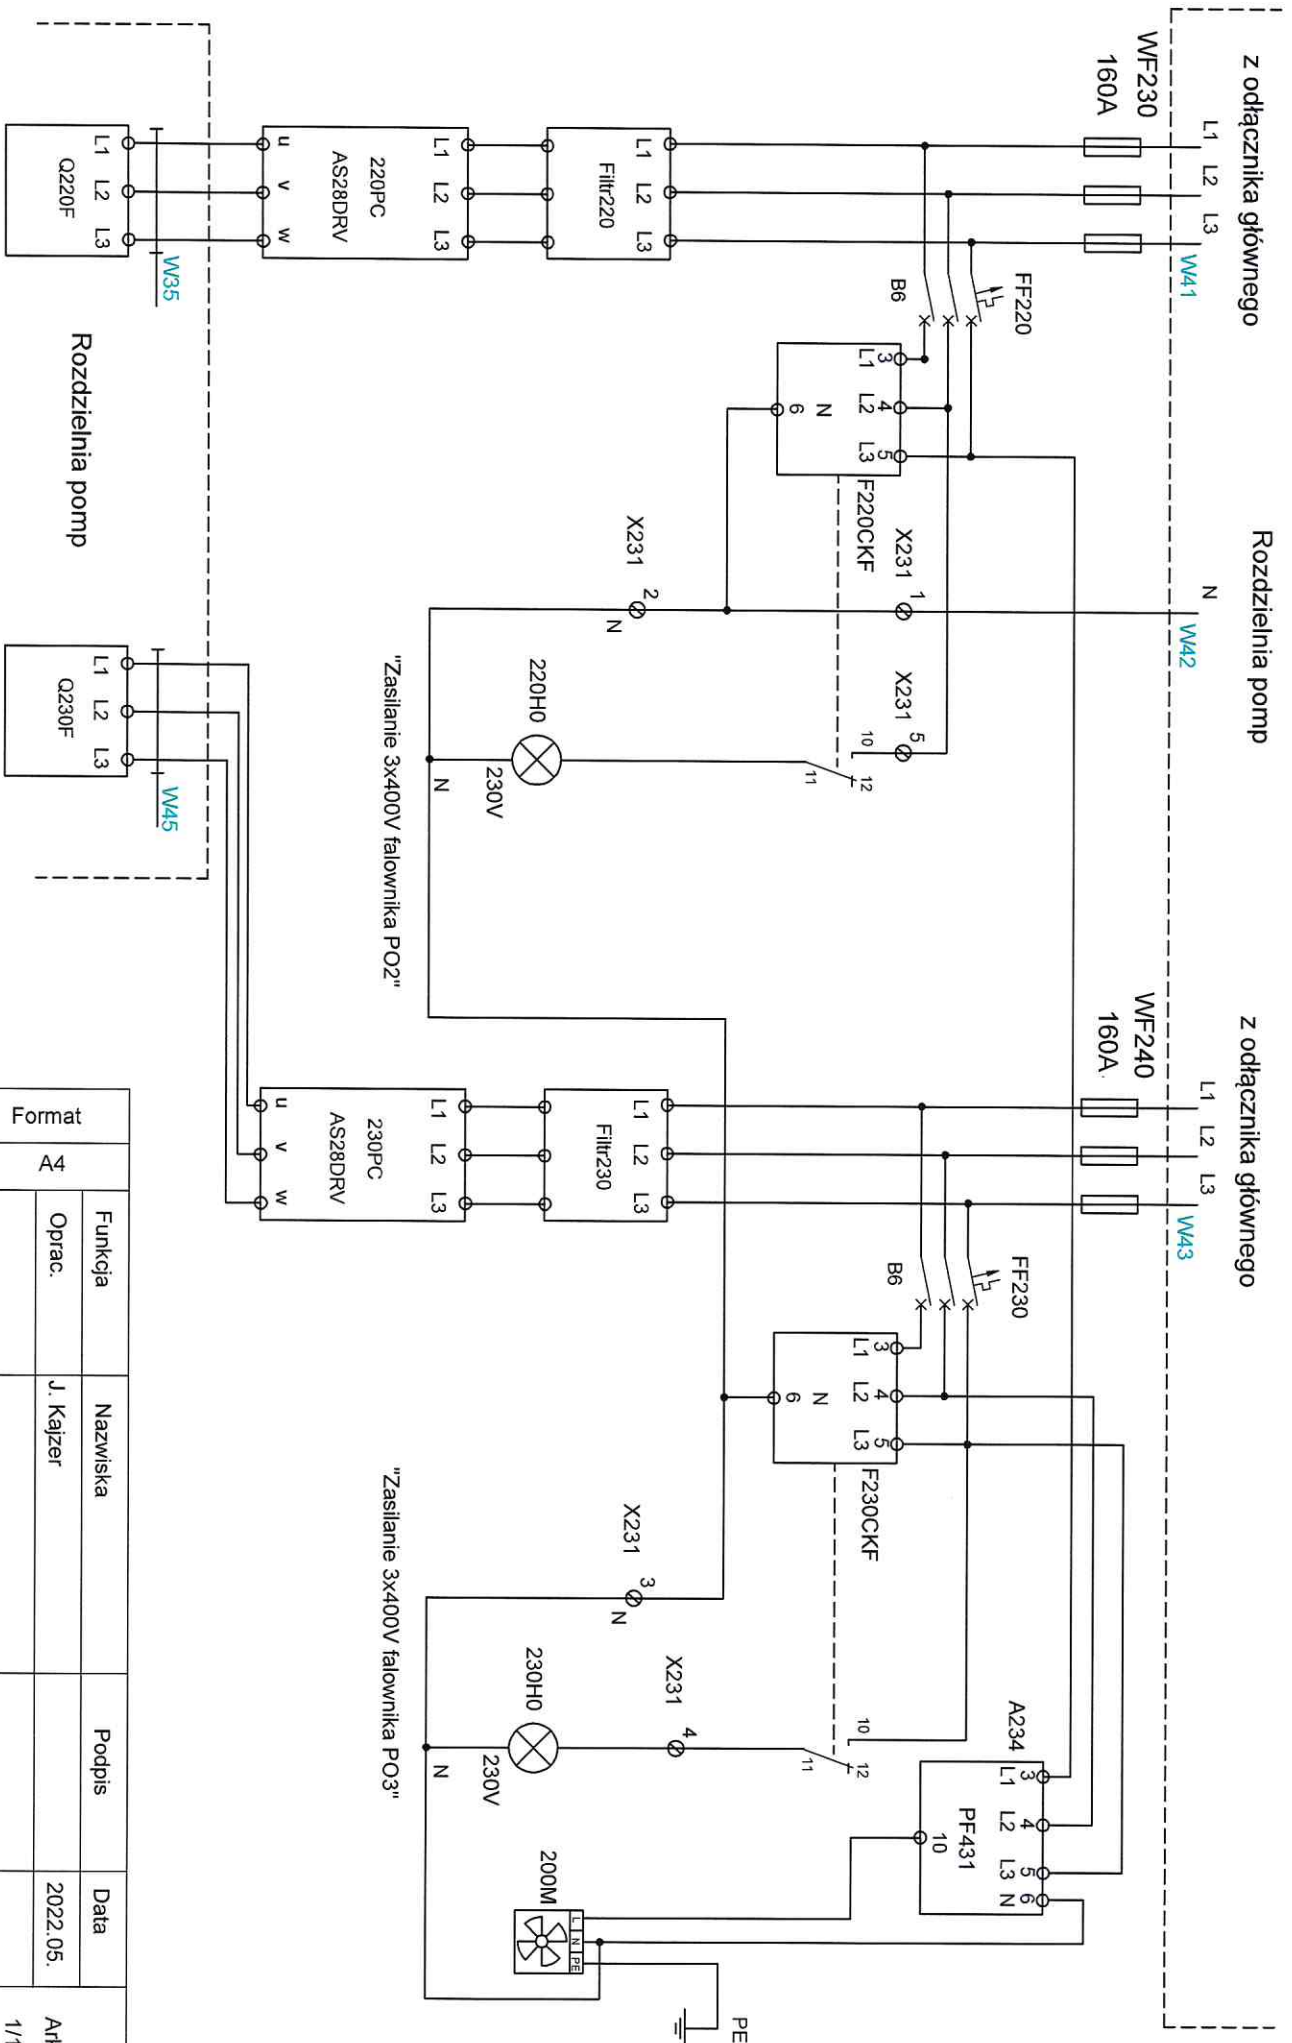 z odłącznika głównego
Rozdzielnia pomp
z odłącznika głównego
L1 L2 L3
W41
N
W42
L1 L2 L3
W43
WF230
160A
WF240
160A
FF220
B6
FF230
B6
3 4 5
L1 L2 L3
N
6
F220CKF
X231
1
X231
5
10
12
11
3 4 5
L1 L2 L3
N
6
F230CKF
10
12
11
A234
3 4 5 6
L1 L2 L3 N
PF431
10
L1 L2 L3
Filtr220
X231
2
N
220H0
230V
N
"Zasilanie 3x400V falownika PO2"
L1 L2 L3
Filtr230
X231
3
N
X231
4
230H0
230V
N
"Zasilanie 3x400V falownika PO3"
200M
L N PE
PE
L1 L2 L3
220PC
AS28DRV
u v w
L1 L2 L3
230PC
AS28DRV
u v w
W35
L1 L2 L3
Q220F
Rozdzielnia pomp
W45
L1 L2 L3
Q230F
Format
A4
Funkcja
Nazwiska
Podpis
Data
Oprac.
J. Kajzer
2022.05.